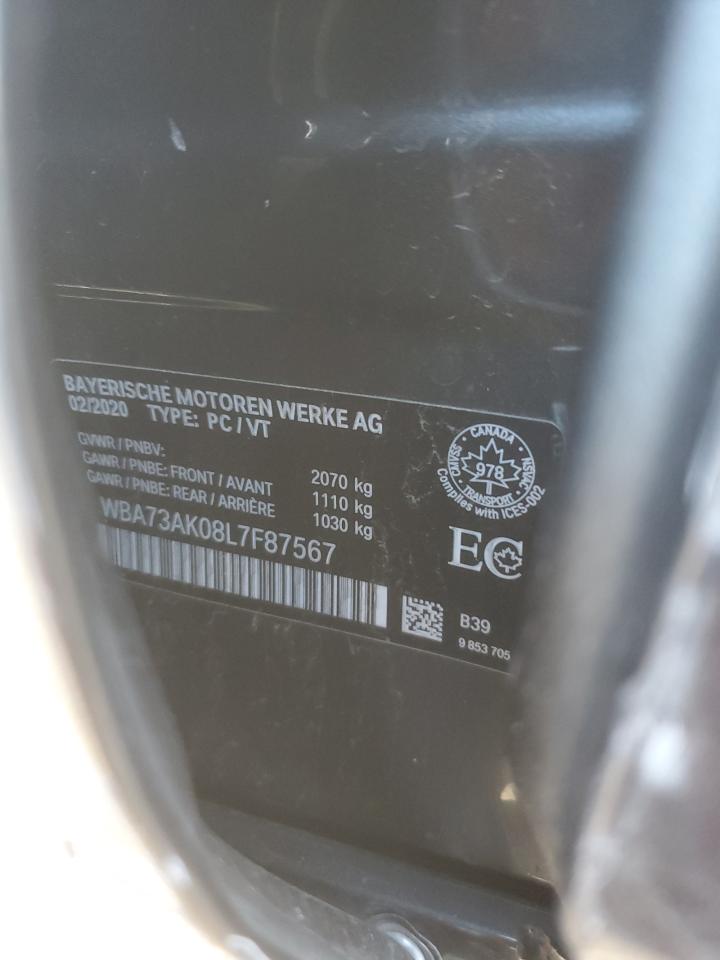 BAYERISCHE MOTOREN WERKE AG
02/2020 TYPE: PC / VT
GVWR / PNBV: 2070 kg
GAWR / PNBE: FRONT / AVANT 1110 kg
GAWR / PNBE: REAR / ARRIÈRE 1030 kg
WBA73AK08L7F87567
CANADA
CMVSS
978
NSVAC
TRANSPORT
Complies with ICES-002
EC
B39
9 853 705